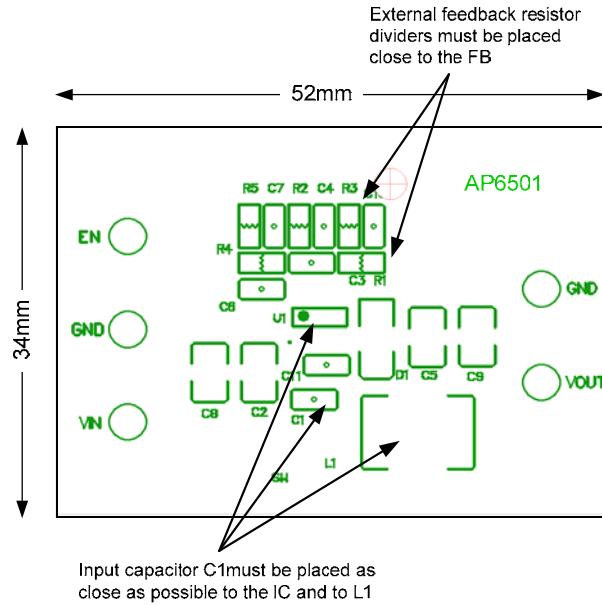 External feedback resistor
dividers must be placed
close to the FB
52mm
34mm
AP6501
R5 C7 R2 C4 R3
EN
R4
C3 R1
C6
GND
U1
GND
D1 C5 C9
VOUT
C8 C2
C1
VIN
L1
SW
Input capacitor C1must be placed as
close as possible to the IC and to L1